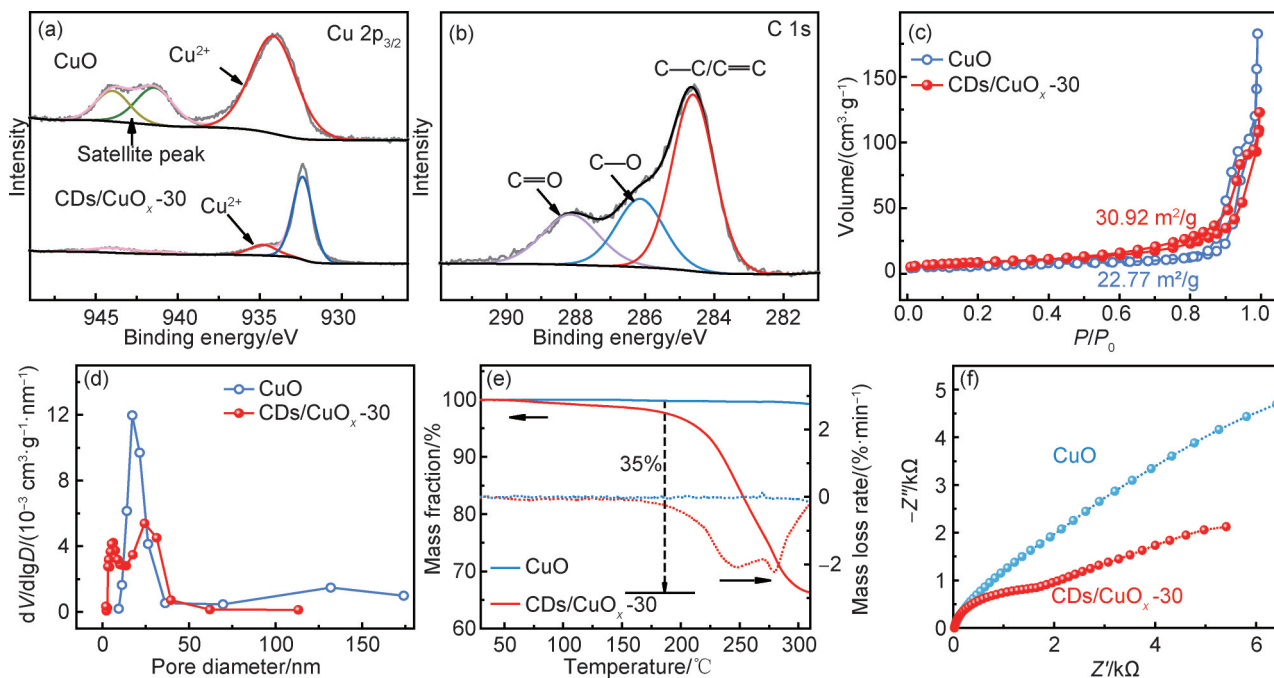 (a)
Cu 2p3/2
CuO
Cu2+
Satellite peak
CDs/CuOx-30
Cu2+
Intensity
945 940 935 930
Binding energy/eV
(b)
C 1s
C—C/C═C
C—O
C═O
Intensity
290 288 286 284 282
Binding energy/eV
(c)
CuO
CDs/CuOx-30
30.92 m2/g
22.77 m2/g
Volume/(cm3·g−1)
150
100
50
0
0.0 0.2 0.4 0.6 0.8 1.0
P/P0
(d)
CuO
CDs/CuOx-30
dV/dlgD/(10−3 cm3·g−1·nm−1)
12
8
4
0
0 50 100 150
Pore diameter/nm
(e)
35%
CuO
CDs/CuOx-30
Mass fraction/%
100
95
90
85
80
75
70
65
60
Mass loss rate/(%·min−1)
2
0
−2
50 100 150 200 250 300
Temperature/℃
(f)
CuO
CDs/CuOx-30
−Z″/kΩ
5
4
3
2
1
0
0 2 4 6
Z′/kΩ